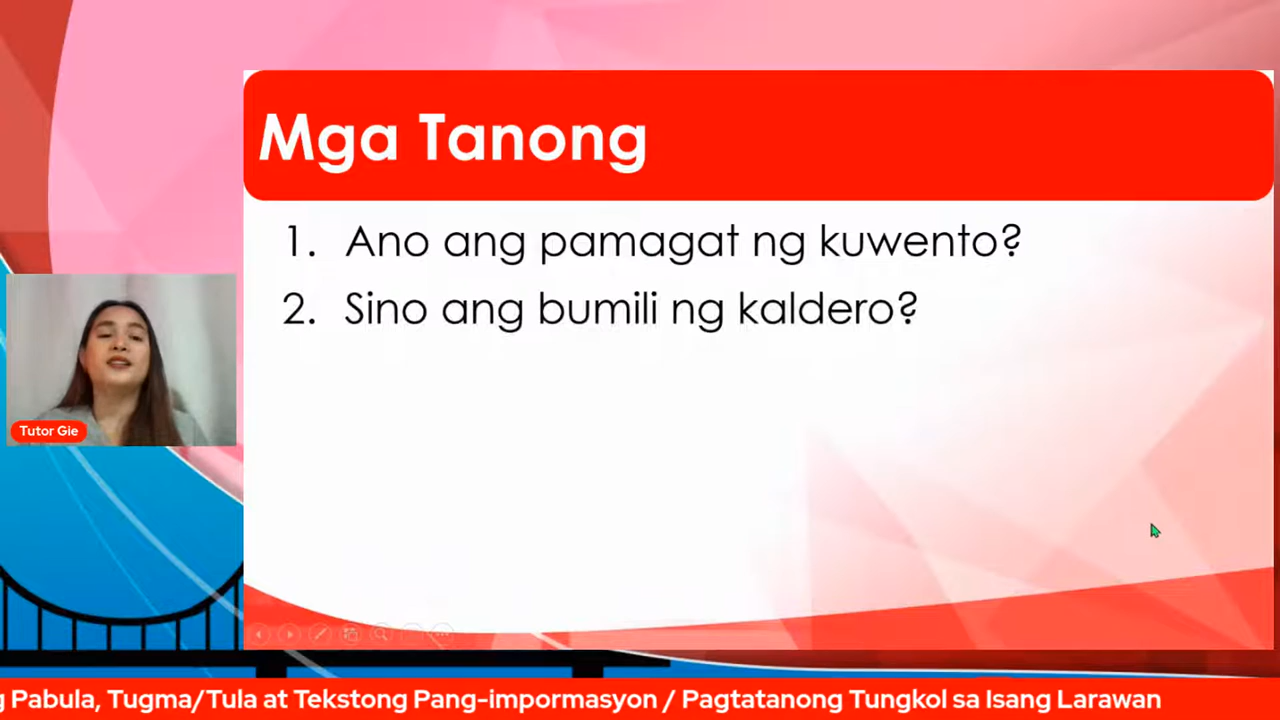 Mga Tanong
1. Ano ang pamagat ng kuwento?
2. Sino ang bumili ng kaldero?
Tutor Gie
g Pabula, Tugma/Tula at Tekstong Pang-impormasyon / Pagtatanong Tungkol sa Isang Larawan